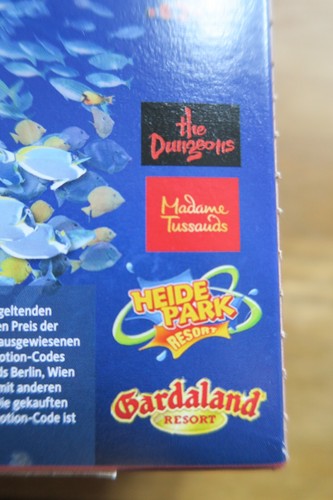 the
Dungeons
Madame
Tussauds
HEIDE
PARK
RESORT
Gardaland
RESORT
geltenden
en Preis der
ausgewiesenen
otion-Codes
ds Berlin, Wien
mit anderen
ie gekauften
otion-Code ist